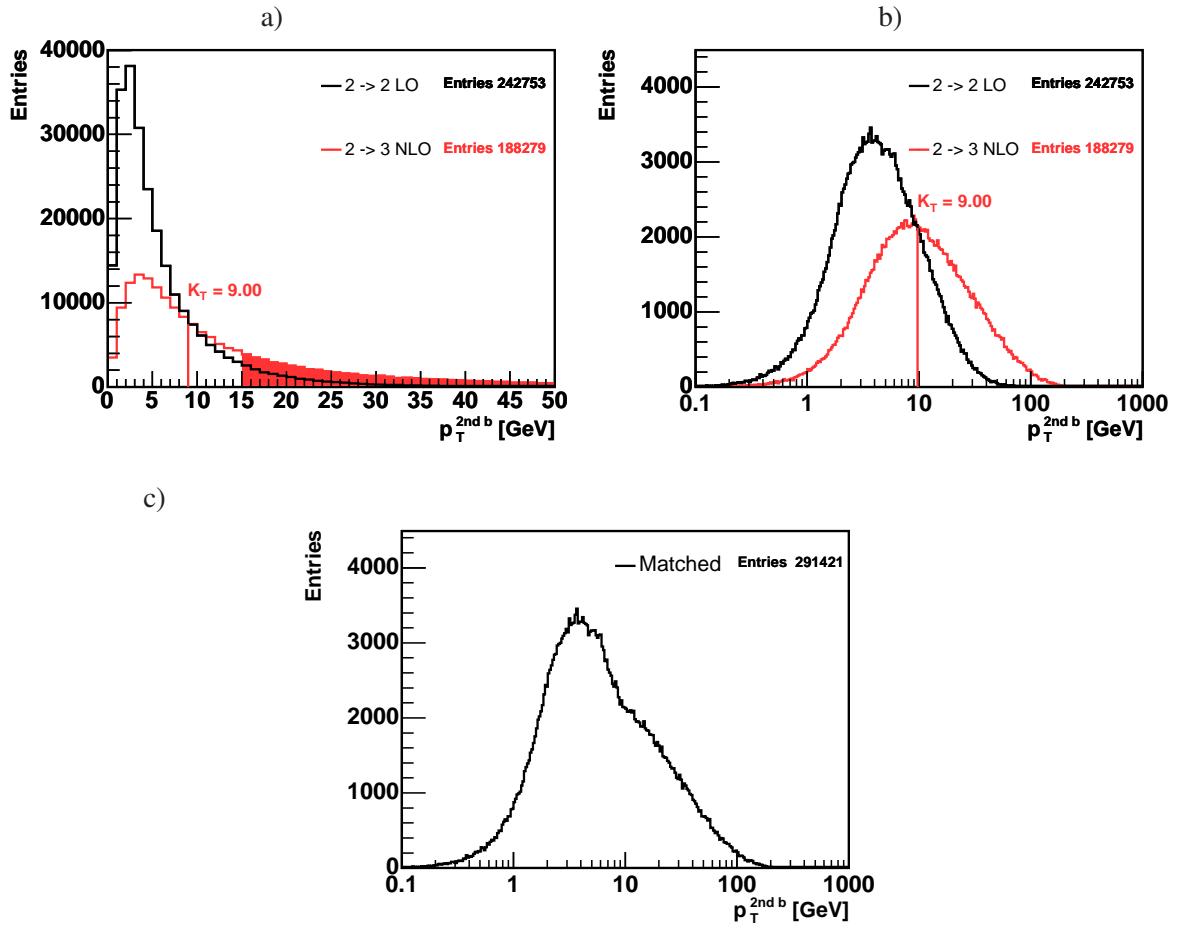 a)
Entries
40000
30000
20000
10000
0
2 -> 2 LO Entries 242753
2 -> 3 NLO Entries 188279
K_T = 9.00
0 5 10 15 20 25 30 35 40 45 50
p_T^{2nd b} [GeV]
b)
Entries
4000
3000
2000
1000
0
2 -> 2 LO Entries 242753
2 -> 3 NLO Entries 188279
K_T = 9.00
0.1 1 10 100 1000
p_T^{2nd b} [GeV]
c)
Entries
4000
3000
2000
1000
0
Matched Entries 291421
0.1 1 10 100 1000
p_T^{2nd b} [GeV]